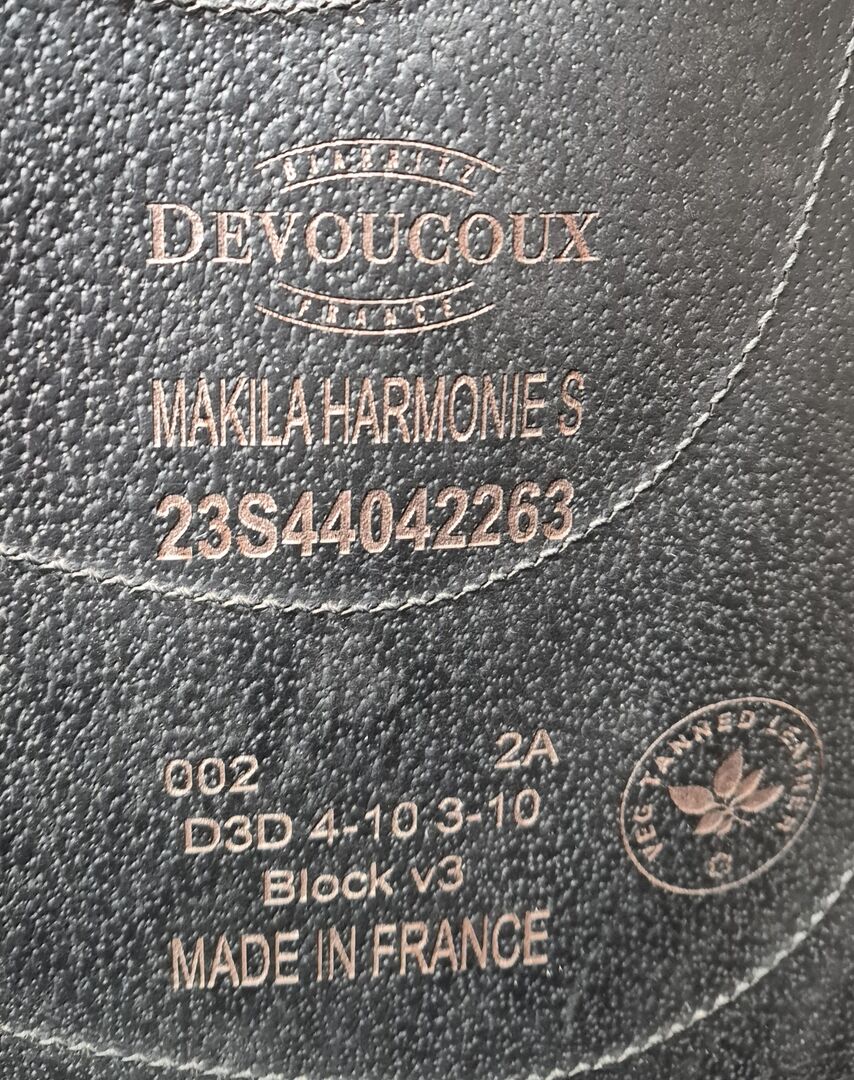 BIARRITZ
DEVOUCOUX
FRANCE
MAKILA HARMONIE S
23S44042263
002 2A
D3D 4-10 3-10
Block v3
MADE IN FRANCE
VEG TANNED LEATHER